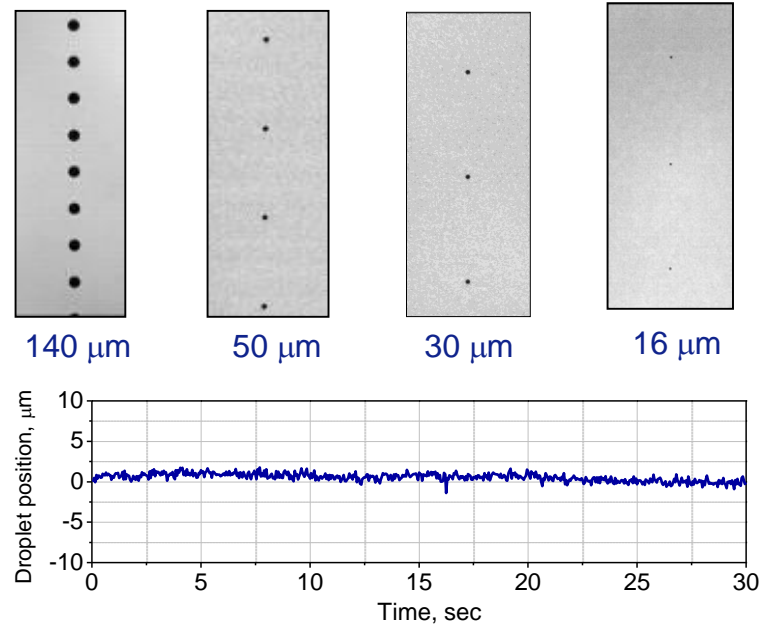 140 μm
50 μm
30 μm
16 μm
Droplet position, μm
10
5
0
-5
-10
0 5 10 15 20 25 30
Time, sec